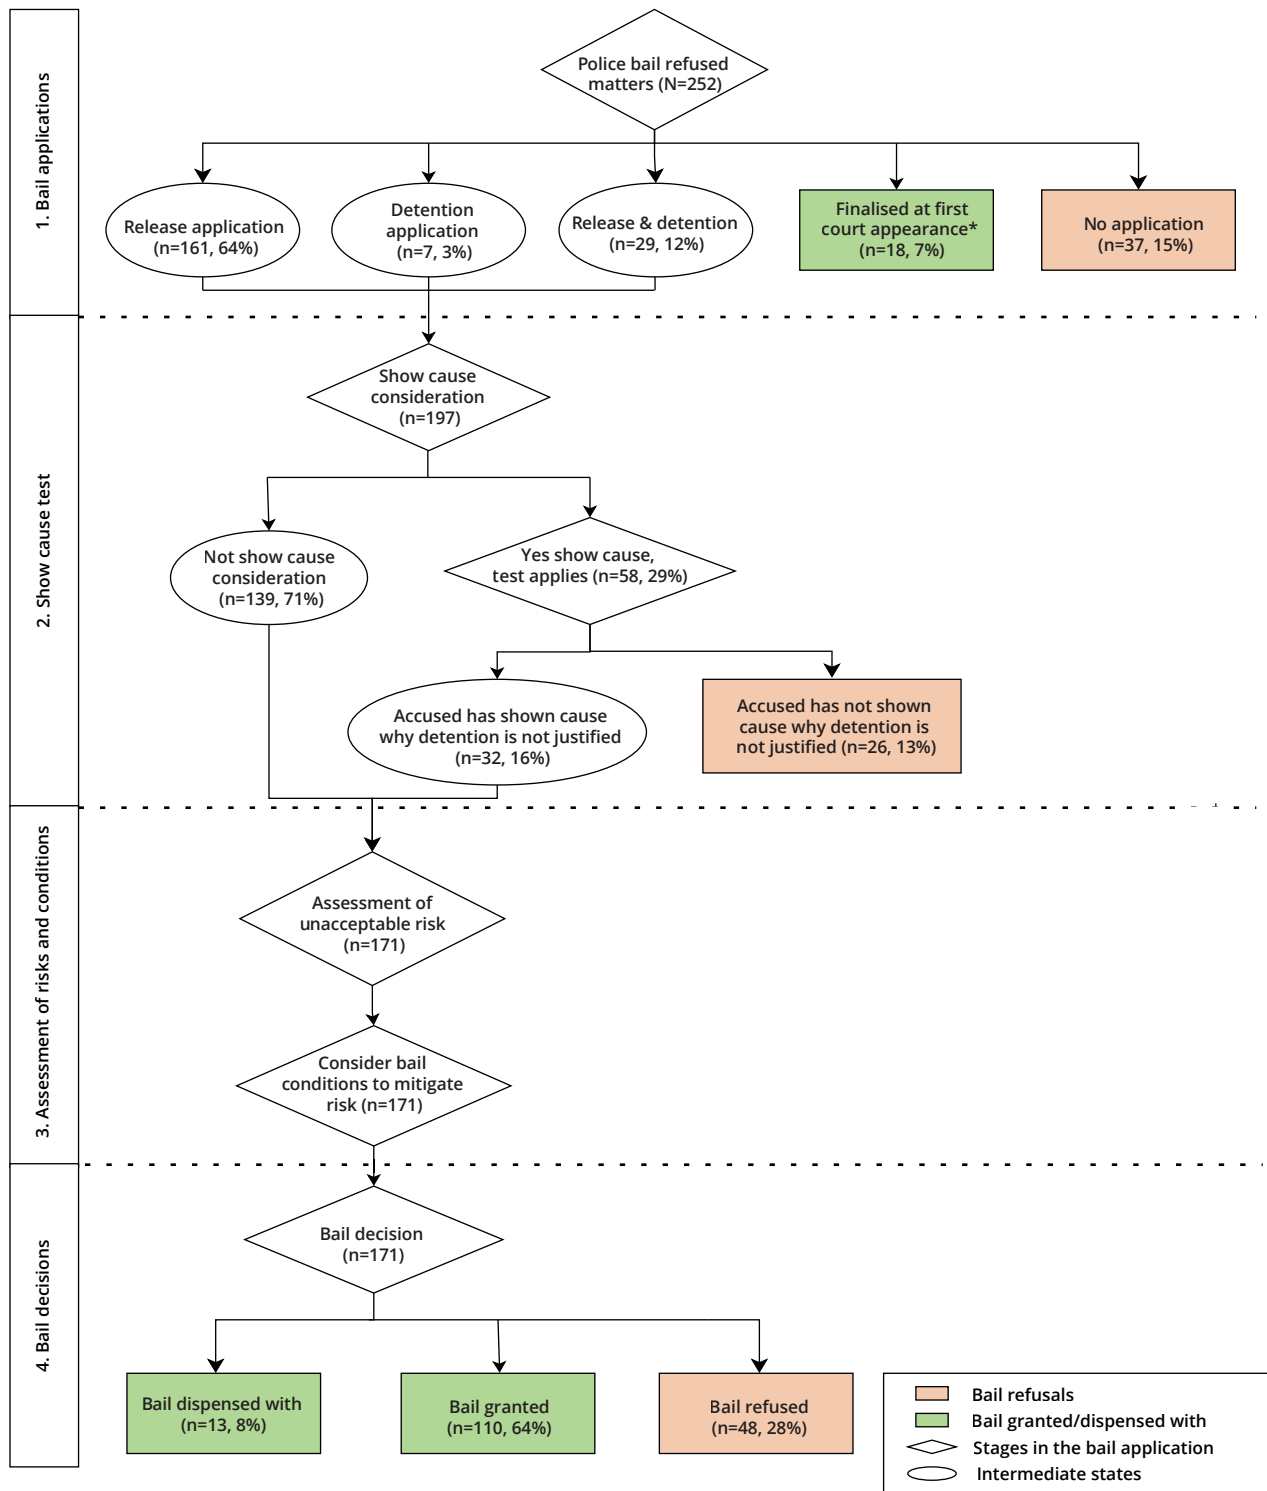 1. Bail applications
Police bail refused
matters (N=252)
Release application
(n=161, 64%)
Detention
application
(n=7, 3%)
Release & detention
(n=29, 12%)
Finalised at first
court appearance*
(n=18, 7%)
No application
(n=37, 15%)
2. Show cause test
Show cause
consideration
(n=197)
Not show cause
consideration
(n=139, 71%)
Yes show cause,
test applies (n=58, 29%)
Accused has shown cause
why detention is not justified
(n=32, 16%)
Accused has not shown
cause why detention is
not justified (n=26, 13%)
3. Assessment of risks and conditions
Assessment of
unacceptable risk
(n=171)
Consider bail
conditions to mitigate
risk (n=171)
4. Bail decisions
Bail decision
(n=171)
Bail dispensed with
(n=13, 8%)
Bail granted
(n=110, 64%)
Bail refused
(n=48, 28%)
Bail refusals
Bail granted/dispensed with
Stages in the bail application
Intermediate states